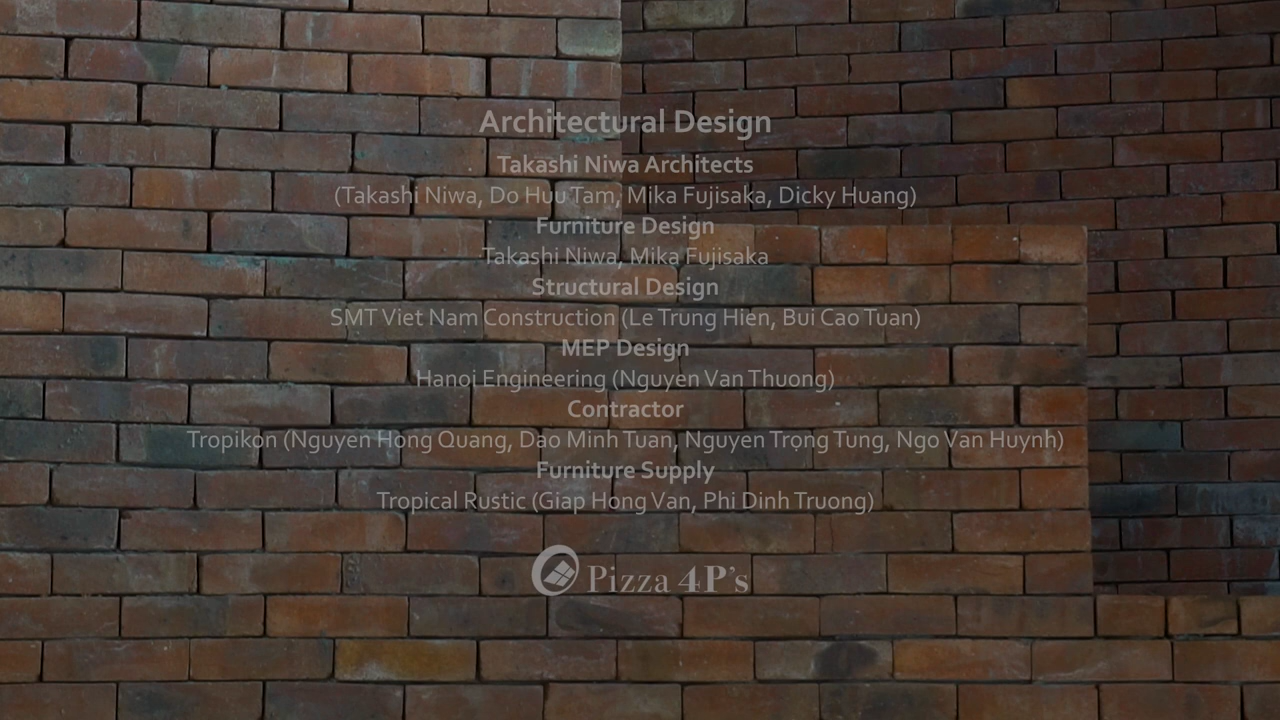 Architectural Design
Takashi Niwa Architects
(Takashi Niwa, Do Huu Tam, Mika Fujisaka, Dicky Huang)
Furniture Design
Takashi Niwa, Mika Fujisaka
Structural Design
SMT Viet Nam Construction (Le Trung Hien, Bui Cao Tuan)
MEP Design
Hanoi Engineering (Nguyen Van Thuong)
Contractor
Tropikon (Nguyen Hong Quang, Dao Minh Tuan, Nguyen Trọng Tung, Ngo Van Huynh)
Furniture Supply
Tropical Rustic (Giap Hong Van, Phi Dinh Truong)
Pizza 4P's